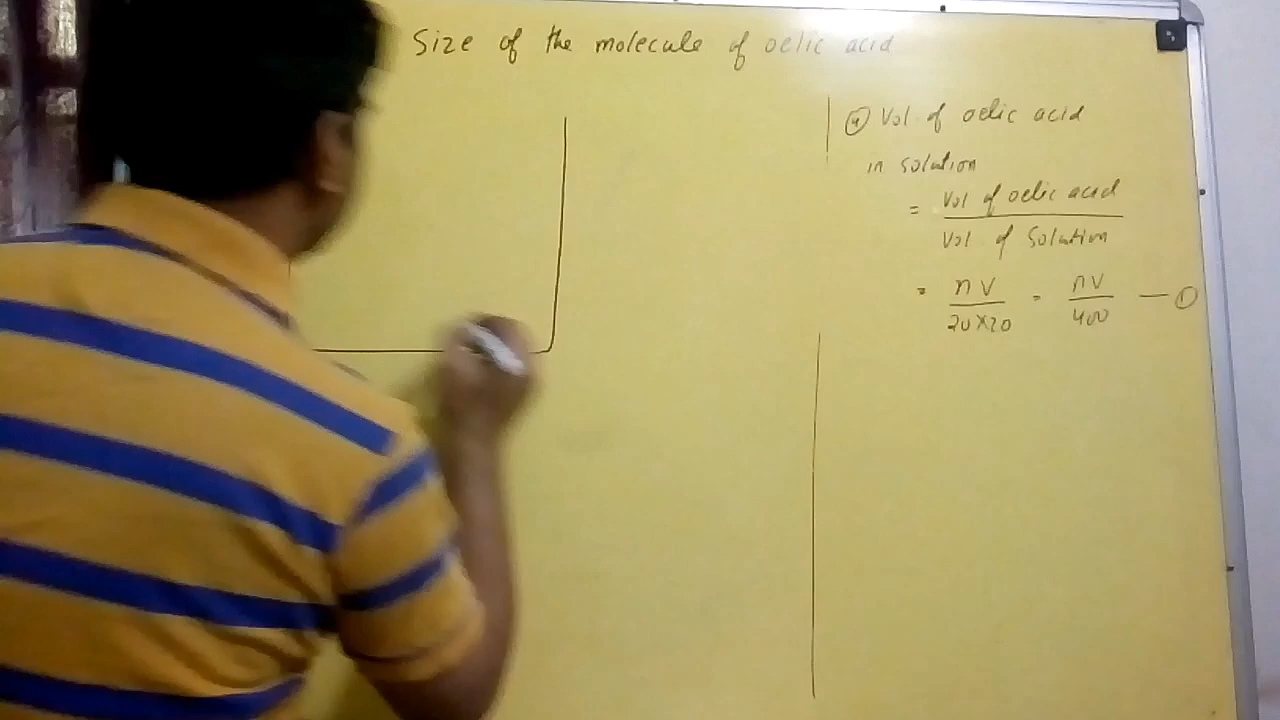 Size of the molecule of oelic acid
④ Vol. of oelic acid
in solution
= Vol of oelic acid
Vol of Solution
= nV / 20×20 = nV / 400 — ①